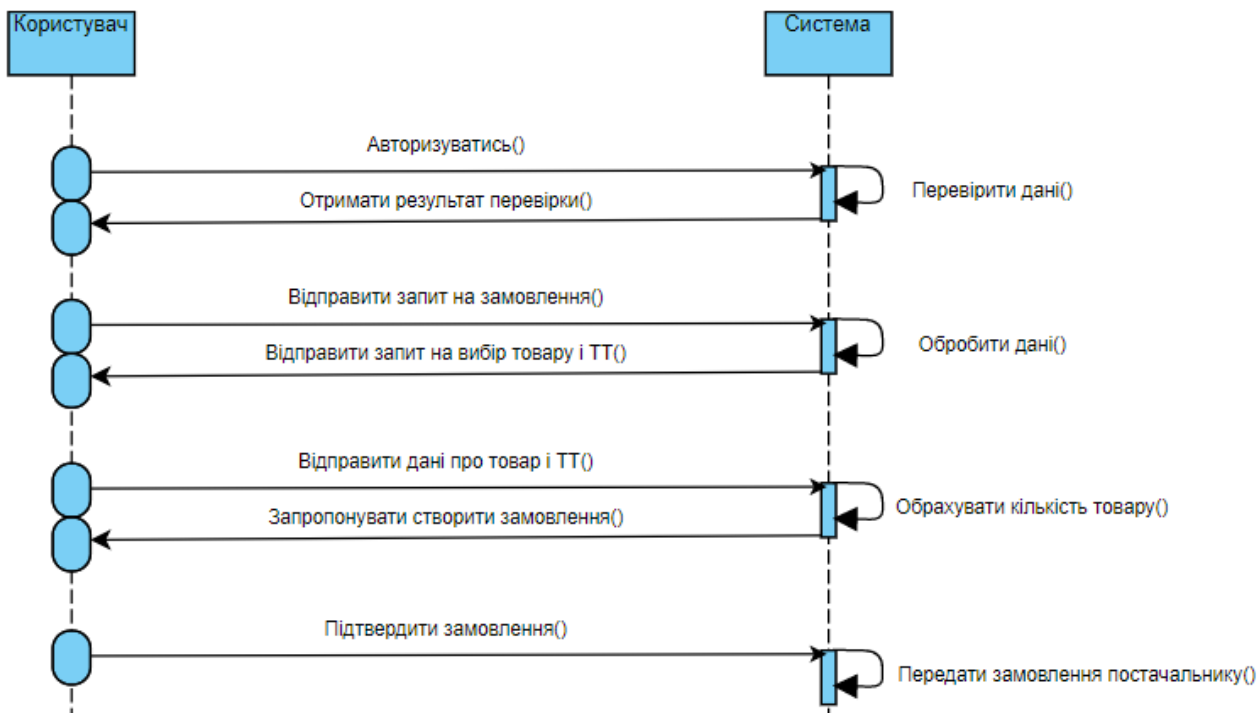 Користувач
Система
Авторизуватись()
Перевірити дані()
Отримати результат перевірки()
Відправити запит на замовлення()
Обробити дані()
Відправити запит на вибір товару і ТТ()
Відправити дані про товар і ТТ()
Обрахувати кількість товару()
Запропонувати створити замовлення()
Підтвердити замовлення()
Передати замовлення постачальнику()